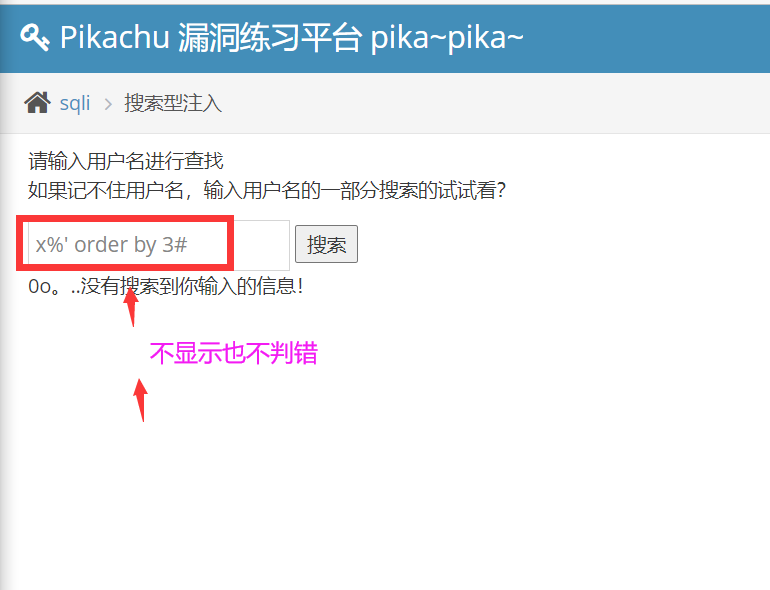 Pikachu 漏洞练习平台 pika~pika~
sqli > 搜索型注入
请输入用户名进行查找
如果记不住用户名，输入用户名的一部分搜索的试试看？
x%' order by 3# 搜索
0o。..没有搜索到你输入的信息！
不显示也不判错